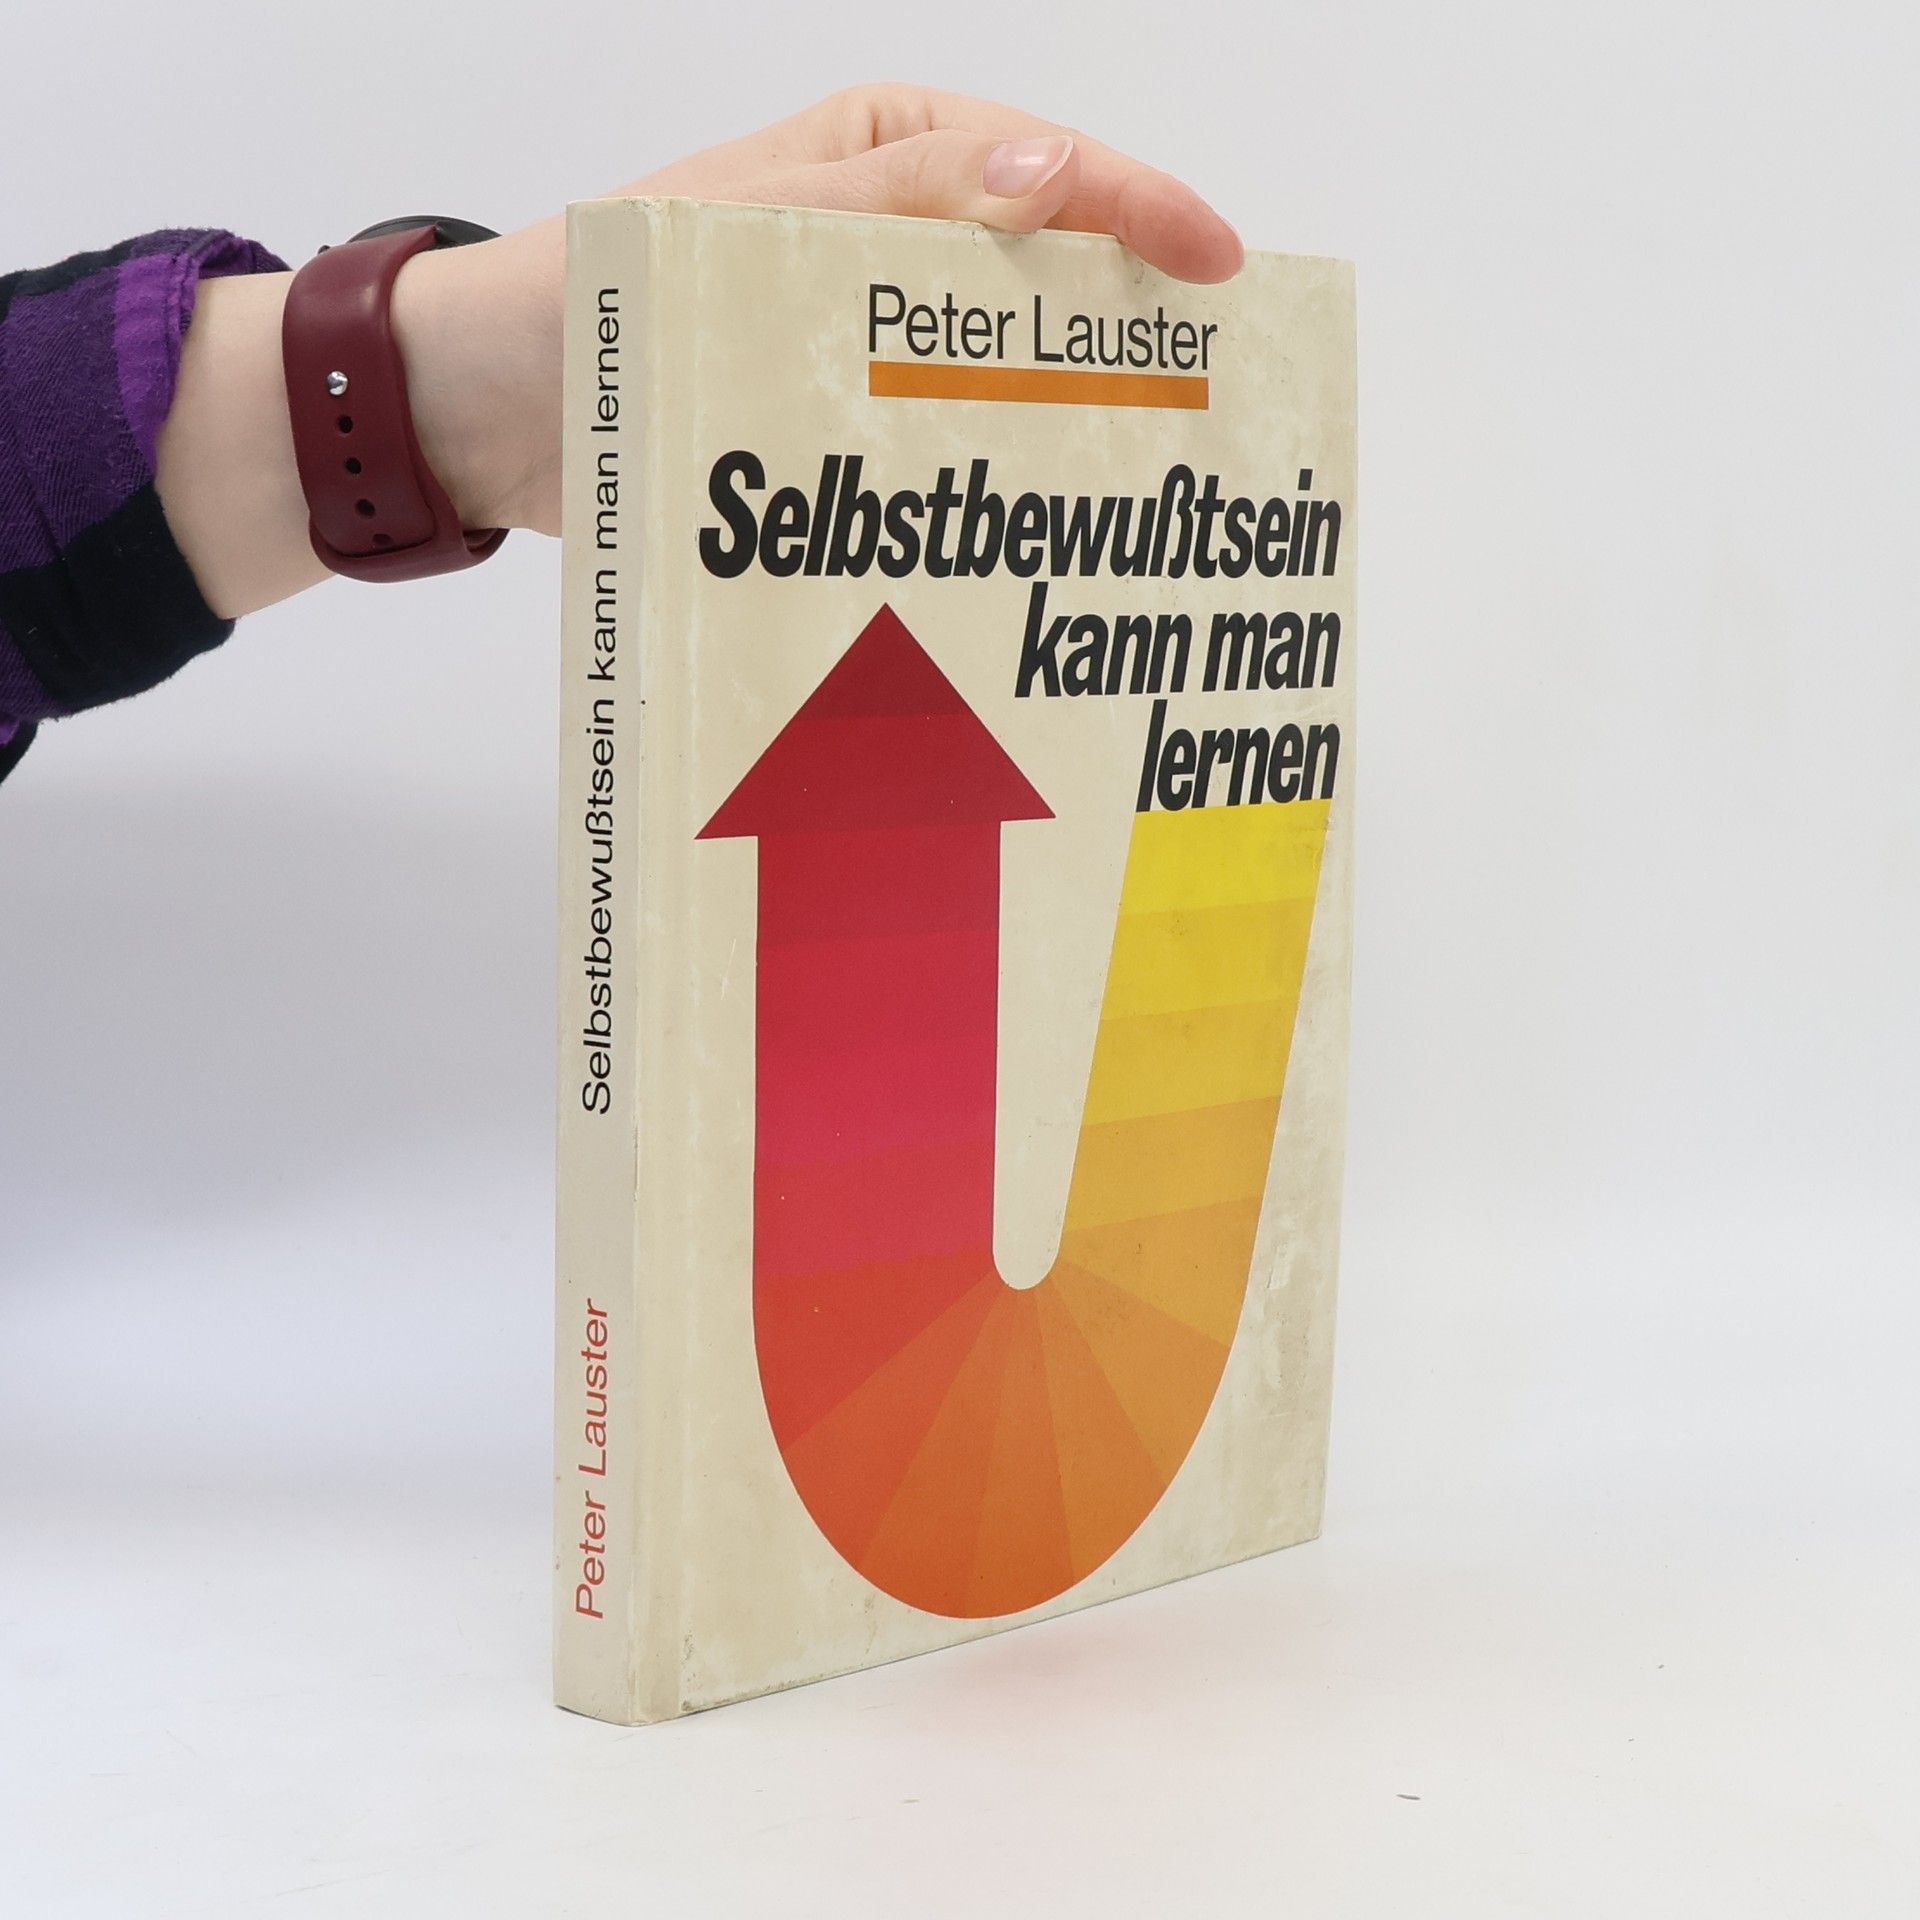 Peter Lauster
Selbstbewußtsein
kann man
lernen
Peter Lauster Selbstbewußtsein kann man lernen